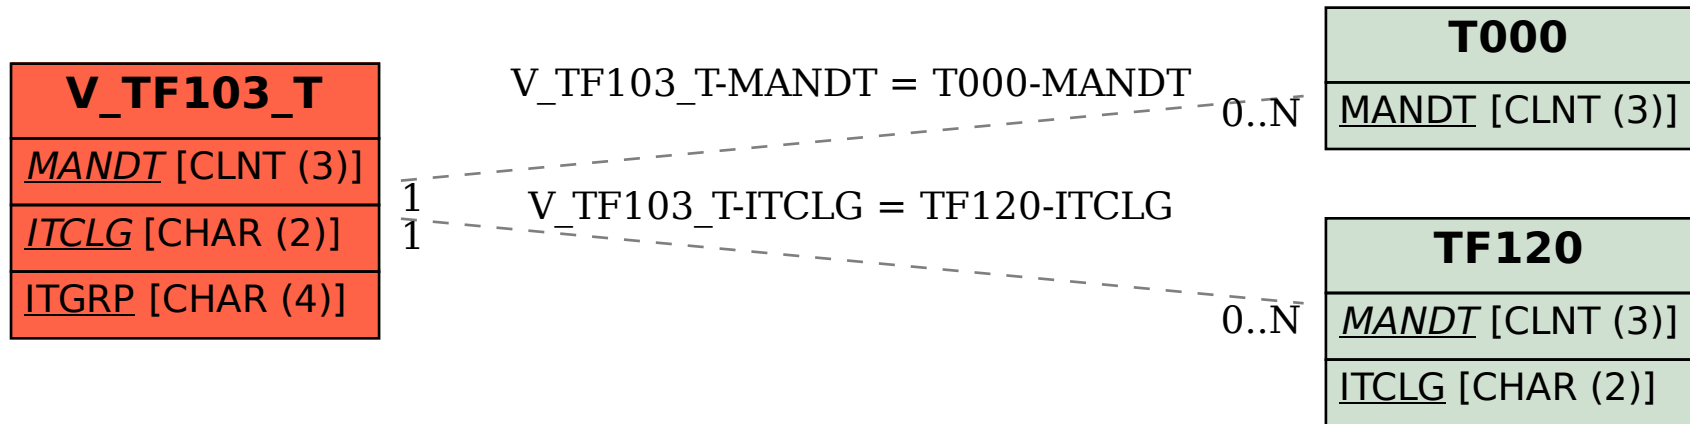 V_TF103_T
MANDT [CLNT (3)]
ITCLG [CHAR (2)]
ITGRP [CHAR (4)]
V_TF103_T-MANDT = T000-MANDT
0..N
1
V_TF103_T-ITCLG = TF120-ITCLG
1
0..N
T000
MANDT [CLNT (3)]
TF120
MANDT [CLNT (3)]
ITCLG [CHAR (2)]